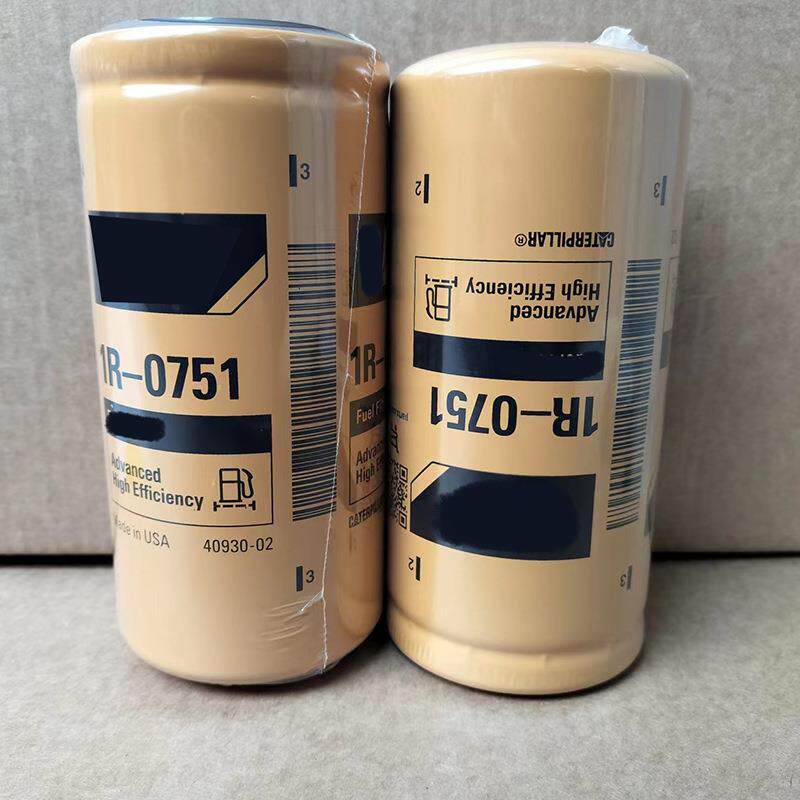 3
1R–0751
Advanced
High Efficiency
Made in USA 40930-02
3
1R–
Fuel F
Advan
High E
CATERPILLAR
2
3
CATERPILLAR®
Advanced
High Efficiency
1R–0751
2
3